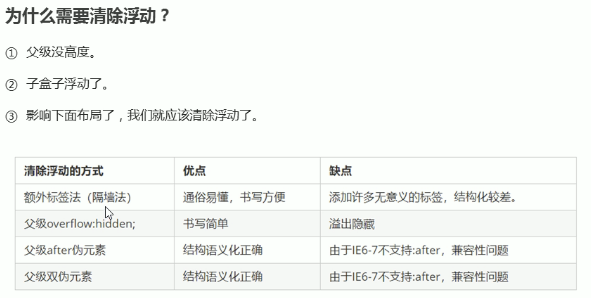 为什么需要清除浮动？
① 父级没高度。
② 子盒子浮动了。
③ 影响下面布局了，我们就应该清除浮动了。
清除浮动的方式 优点 缺点
额外标签法（隔墙法） 通俗易懂，书写方便 添加许多无意义的标签，结构化较差。
父级overflow:hidden; 书写简单 溢出隐藏
父级after伪元素 结构语义化正确 由于IE6-7不支持:after，兼容性问题
父级双伪元素 结构语义化正确 由于IE6-7不支持:after，兼容性问题